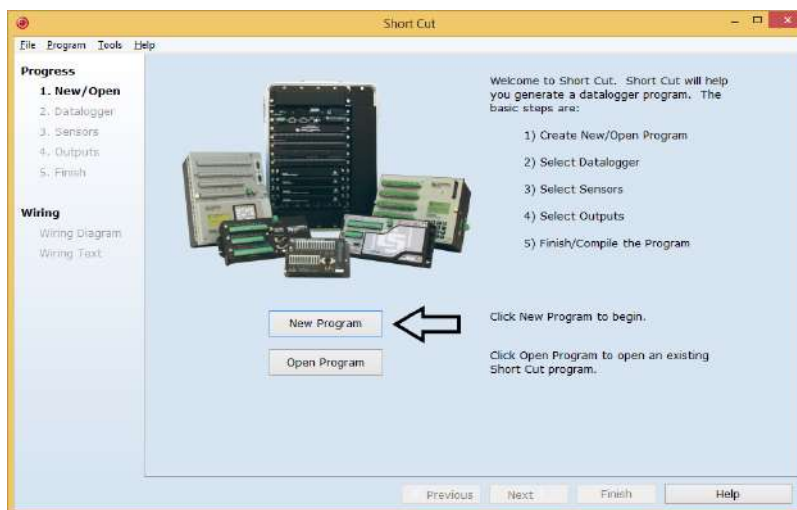 Short Cut
File Program Tools Help
Progress
1. New/Open
2. Datalogger
3. Sensors
4. Outputs
5. Finish
Wiring
Wiring Diagram
Wiring Text
Welcome to Short Cut. Short Cut will help
you generate a datalogger program. The
basic steps are:
1) Create New/Open Program
2) Select Datalogger
3) Select Sensors
4) Select Outputs
5) Finish/Compile the Program
New Program
Click New Program to begin.
Open Program
Click Open Program to open an existing
Short Cut program.
Previous Next Finish Help